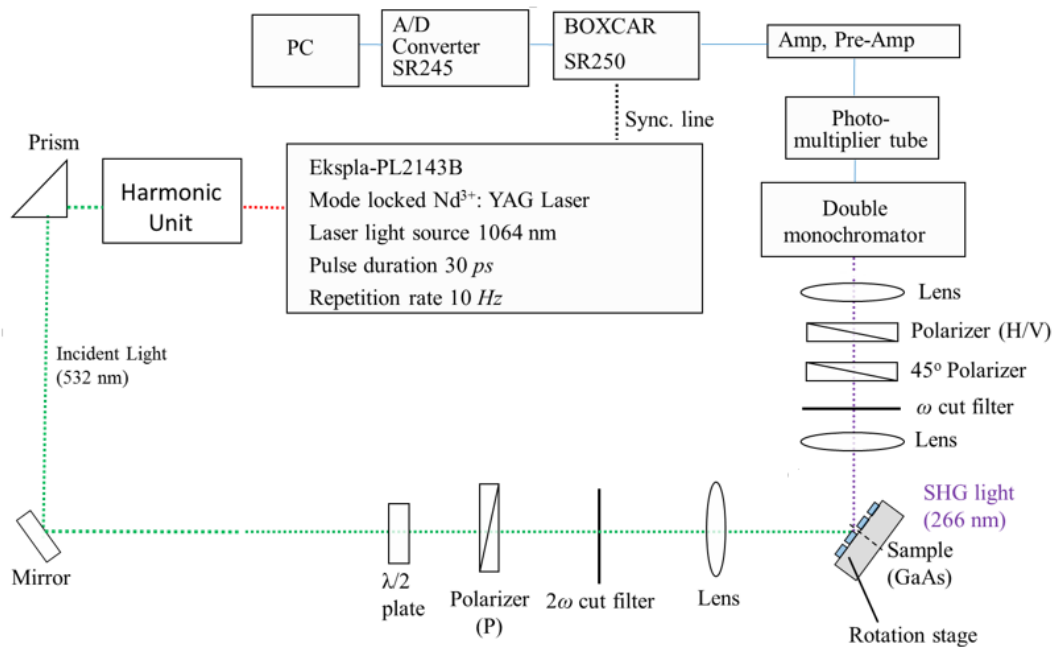 PC
A/D
Converter
SR245
BOXCAR
SR250
Amp, Pre-Amp
Sync. line
Photo-
multiplier tube
Prism
Harmonic
Unit
Ekspla-PL2143B
Mode locked Nd³⁺: YAG Laser
Laser light source 1064 nm
Pulse duration 30 ps
Repetition rate 10 Hz
Double
monochromator
Lens
Polarizer (H/V)
45º Polarizer
ω cut filter
Lens
Incident Light
(532 nm)
SHG light
(266 nm)
Sample
(GaAs)
Mirror
λ/2
plate
Polarizer
(P)
2ω cut filter
Lens
Rotation stage